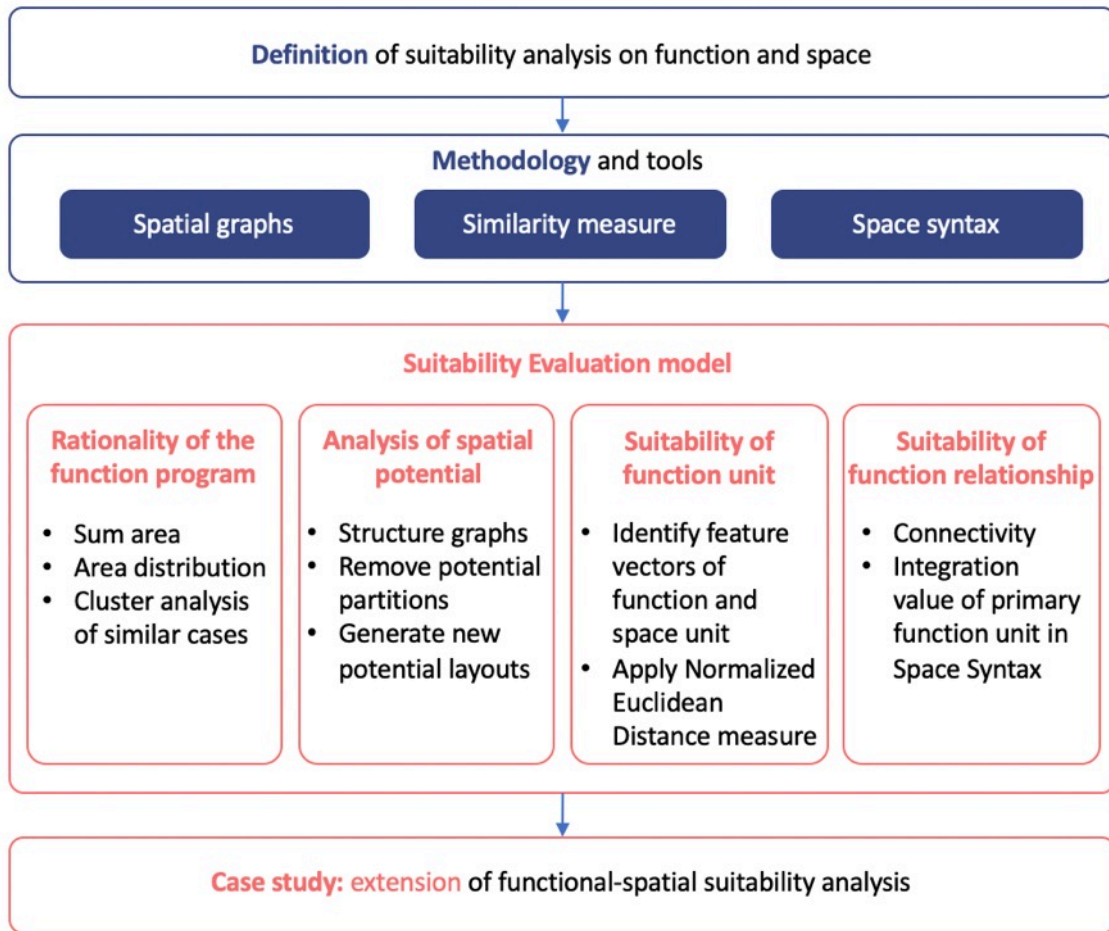 Definition of suitability analysis on function and space
Methodology and tools
Spatial graphs
Similarity measure
Space syntax
Suitability Evaluation model
Rationality of the
function program
• Sum area
• Area distribution
• Cluster analysis
of similar cases
Analysis of spatial
potential
• Structure graphs
• Remove potential
partitions
• Generate new
potential layouts
Suitability of
function unit
• Identify feature
vectors of
function and
space unit
• Apply Normalized
Euclidean
Distance measure
Suitability of
function relationship
• Connectivity
• Integration
value of primary
function unit in
Space Syntax
Case study: extension of functional-spatial suitability analysis